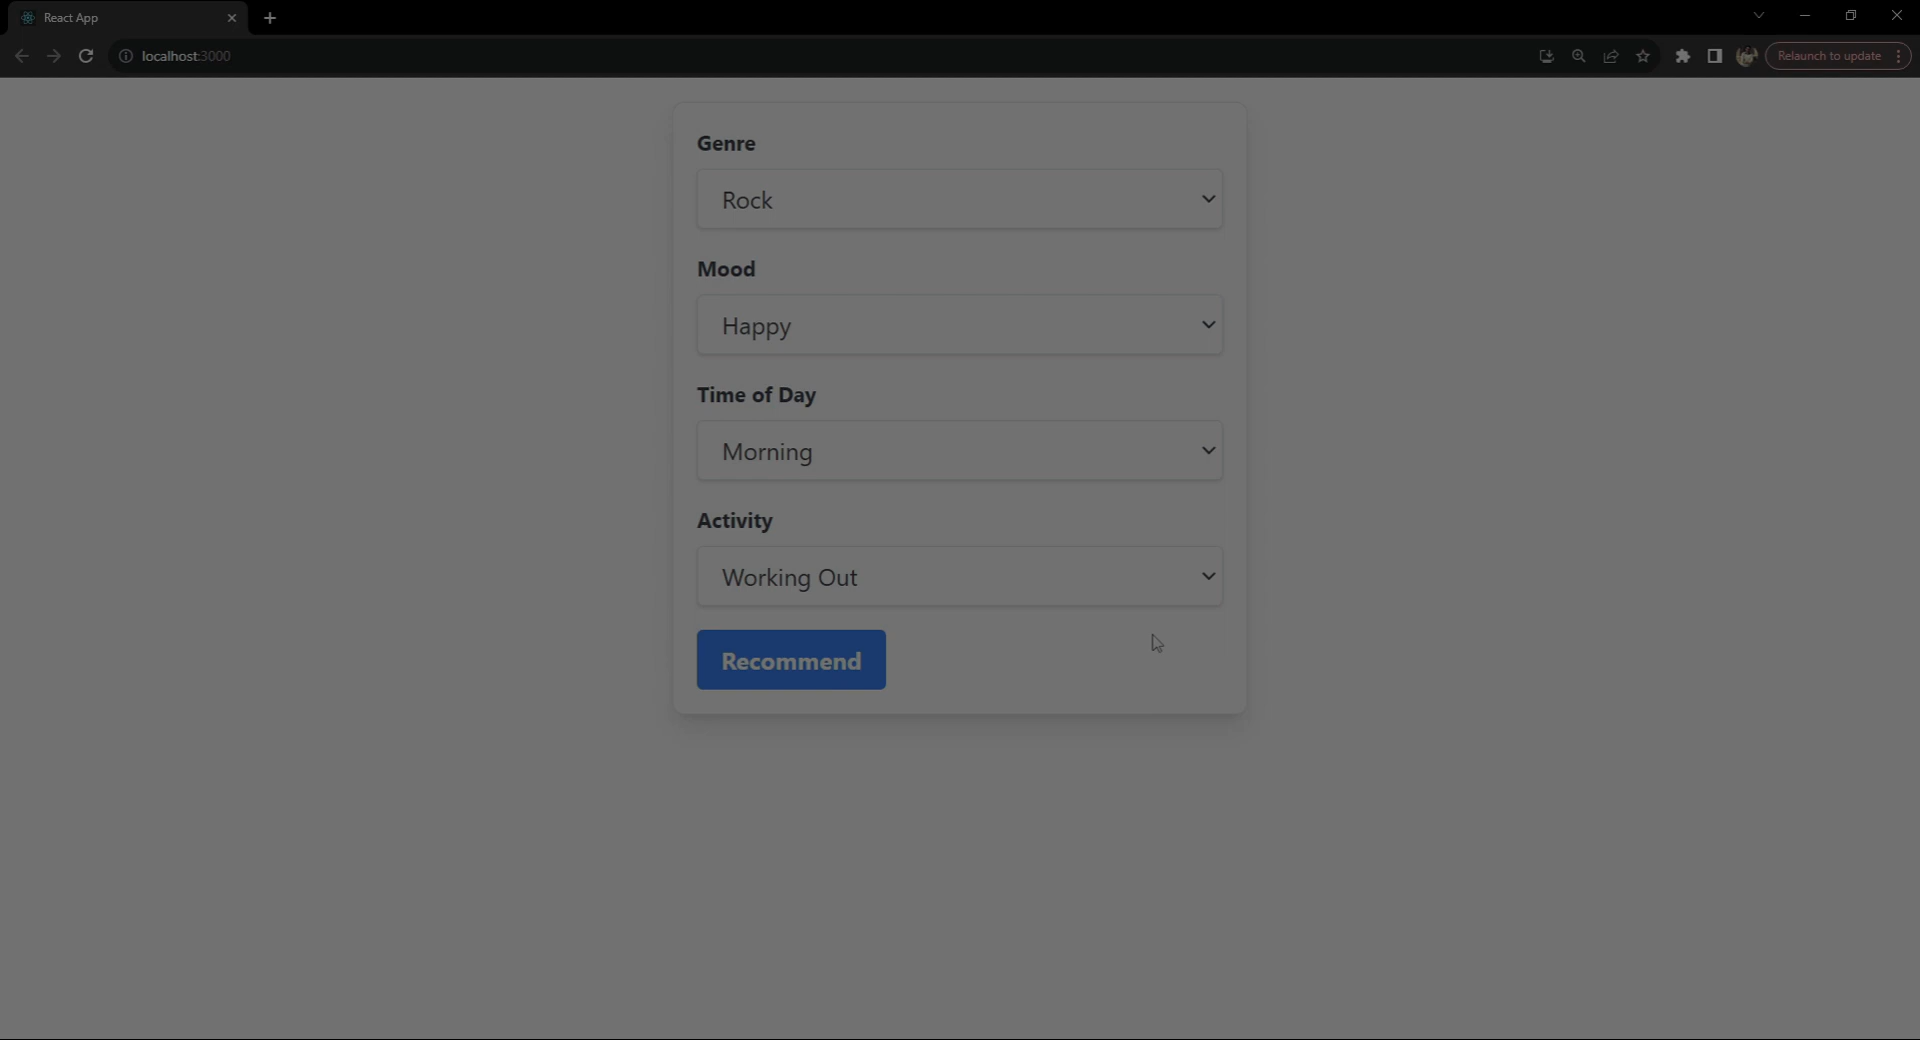 React App
localhost:3000
Relaunch to update
Genre
Rock
Mood
Happy
Time of Day
Morning
Activity
Working Out
Recommend